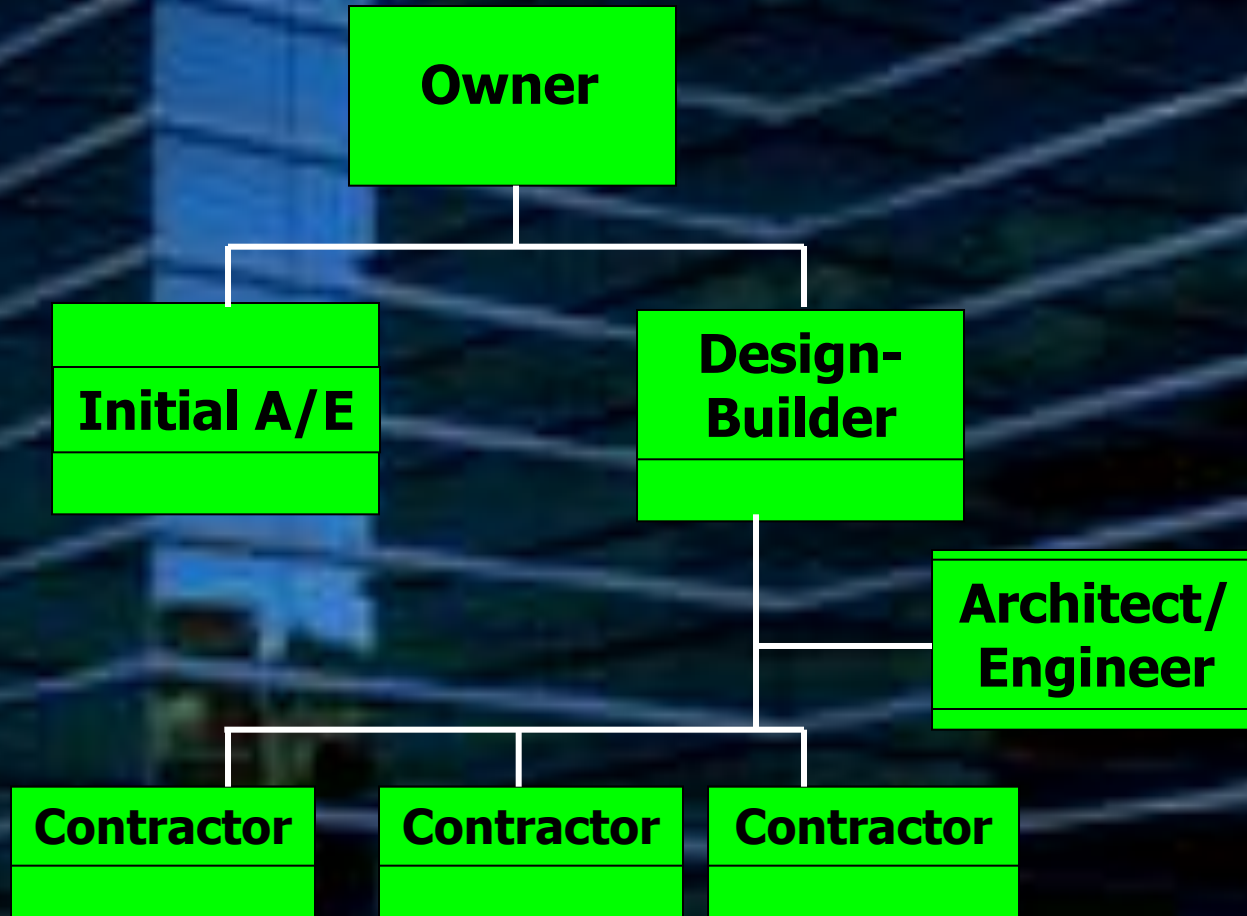 Owner
Initial A/E
Design-
Builder
Architect/
Engineer
Contractor
Contractor
Contractor